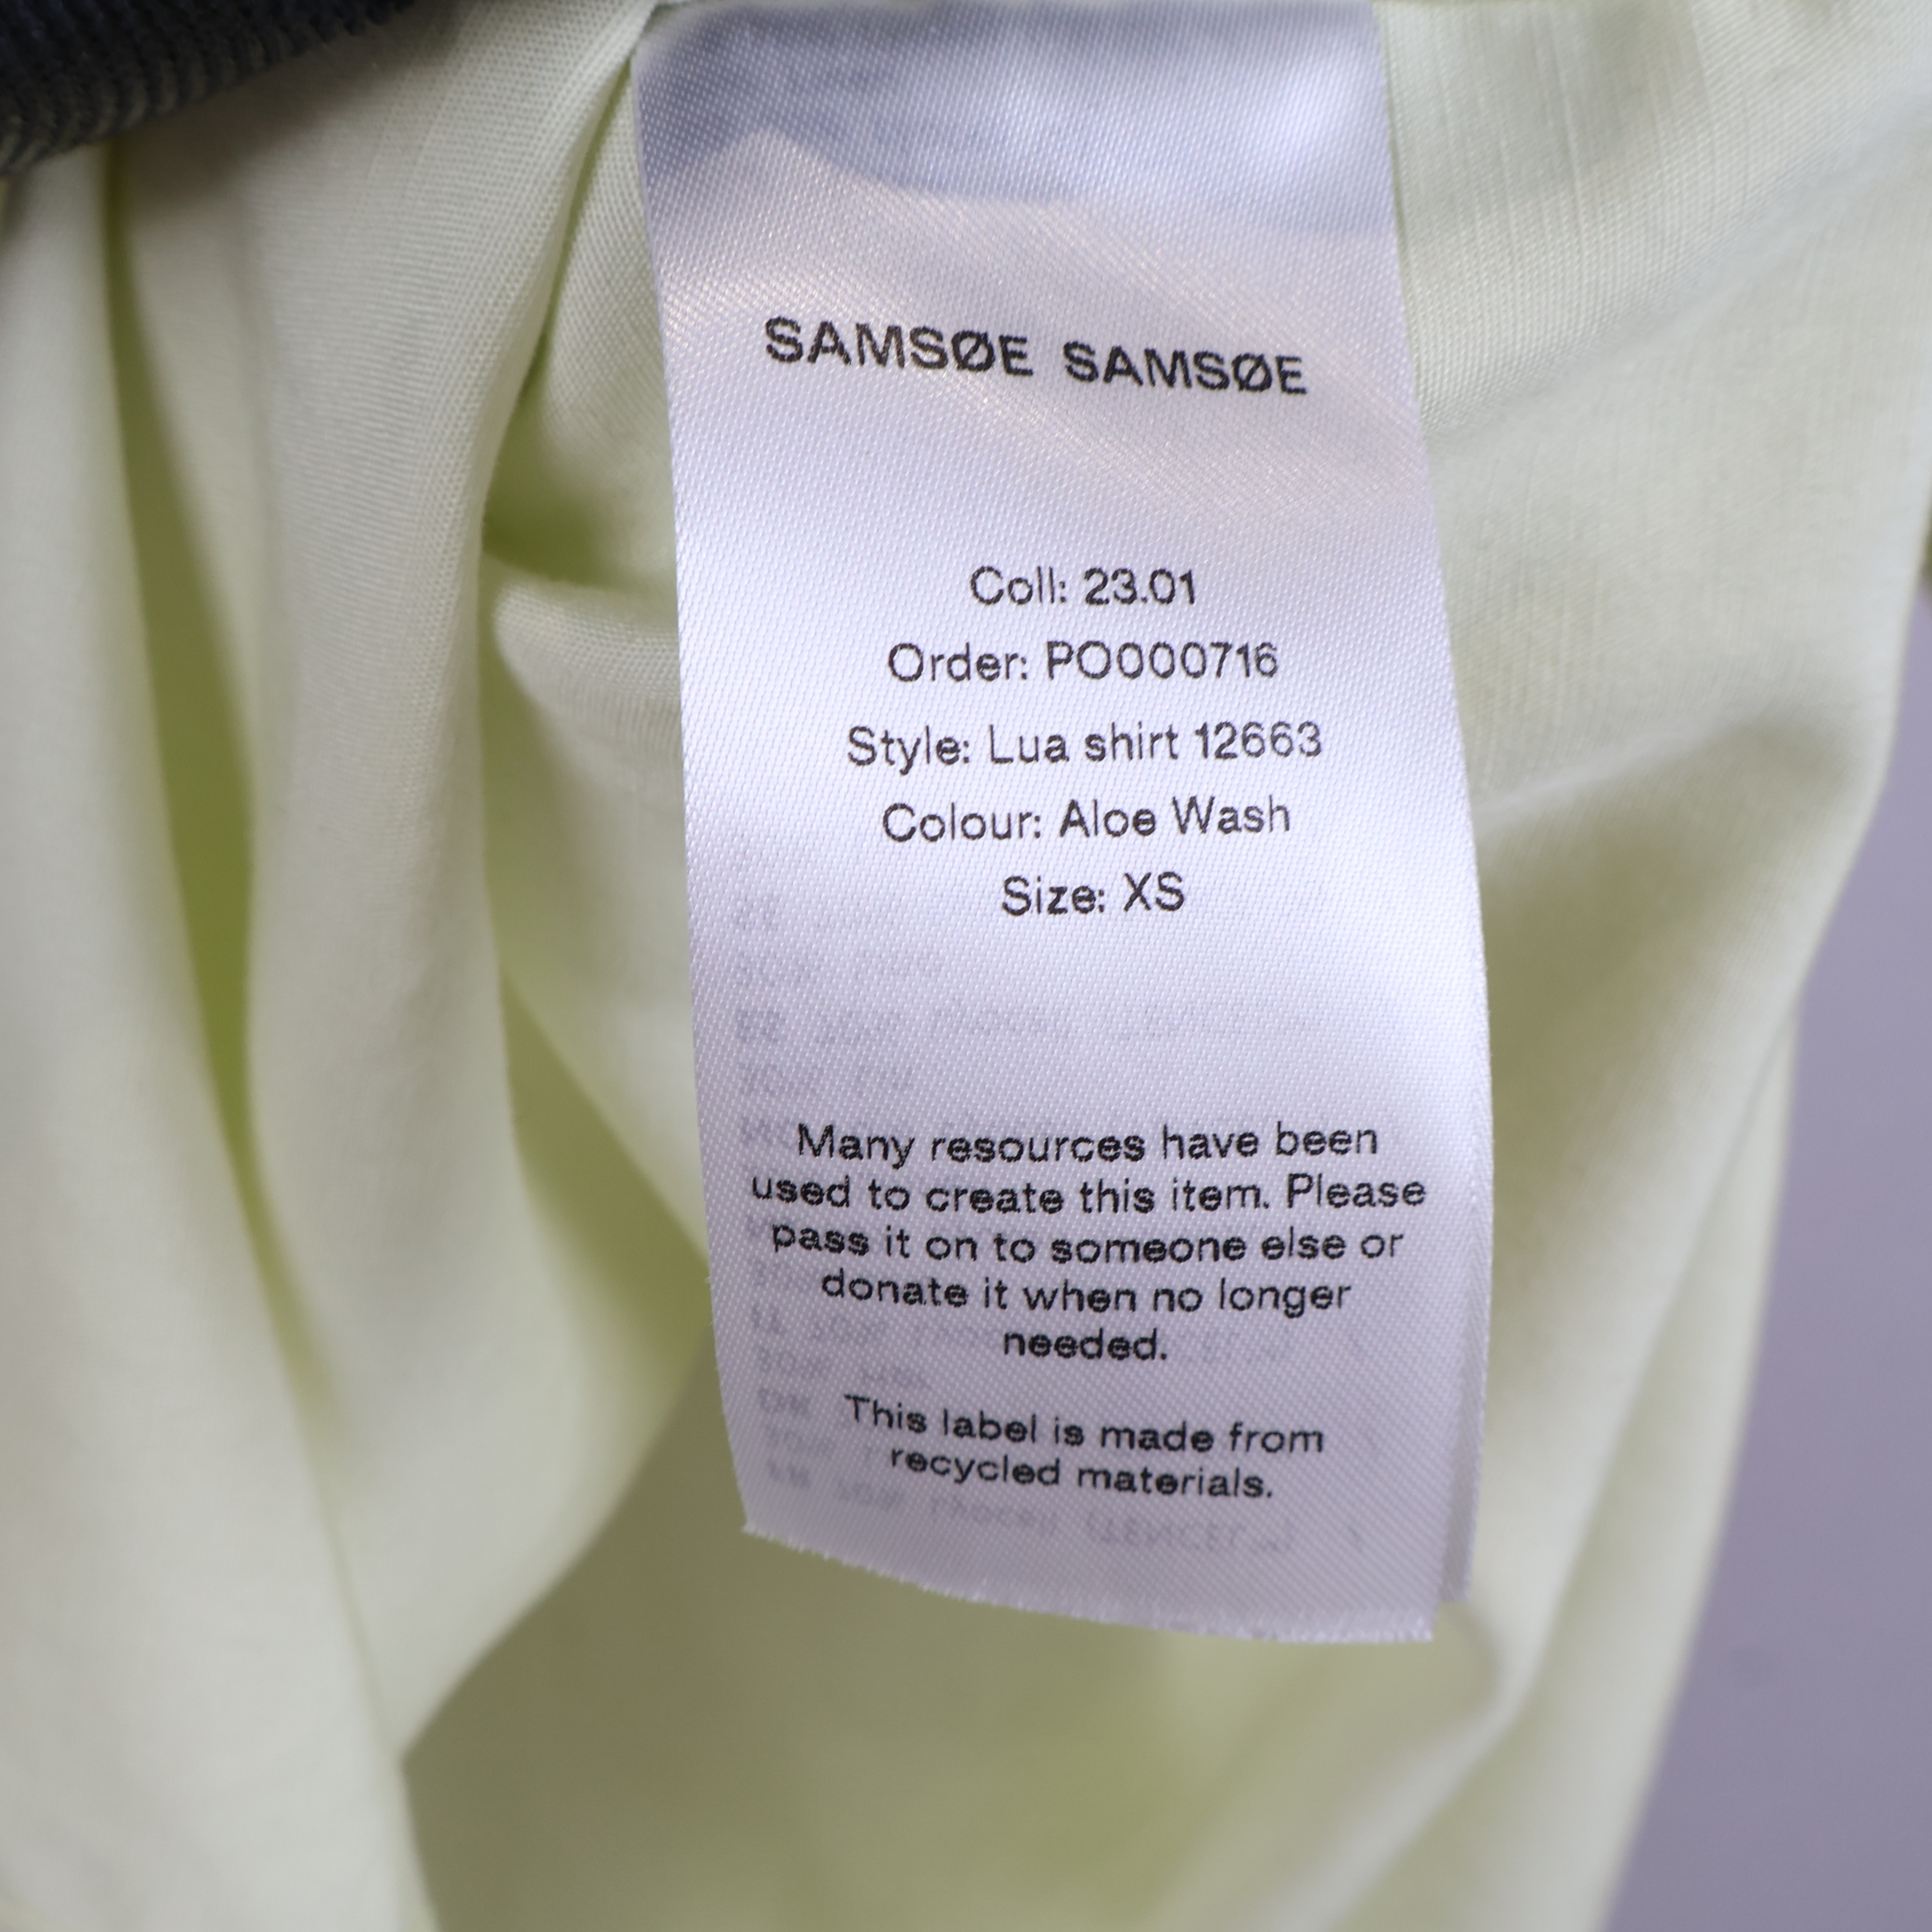 SAMSØE SAMSØE
Coll: 23.01
Order: PO000716
Style: Lua shirt 12663
Colour: Aloe Wash
Size: XS
Many resources have been
used to create this item. Please
pass it on to someone else or
donate it when no longer
needed.
This label is made from
recycled materials.